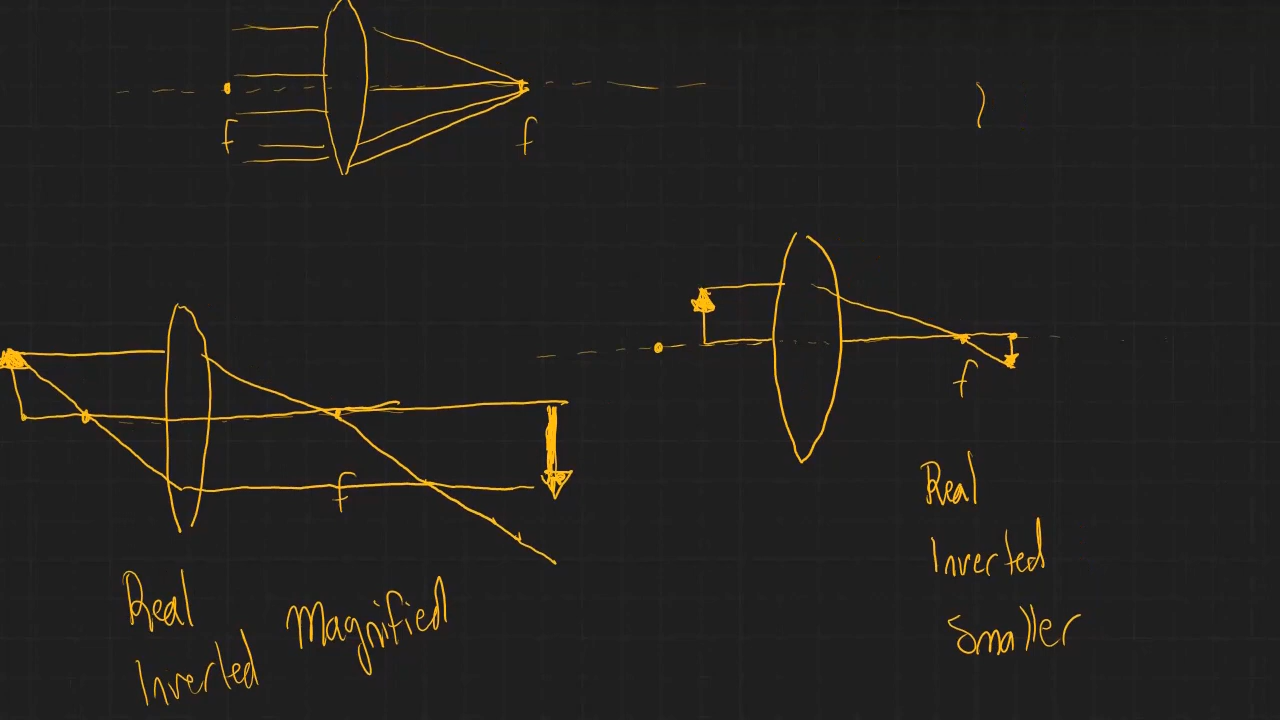 f
f
f
f
Real
Inverted
Smaller
Real
Magnified
Inverted